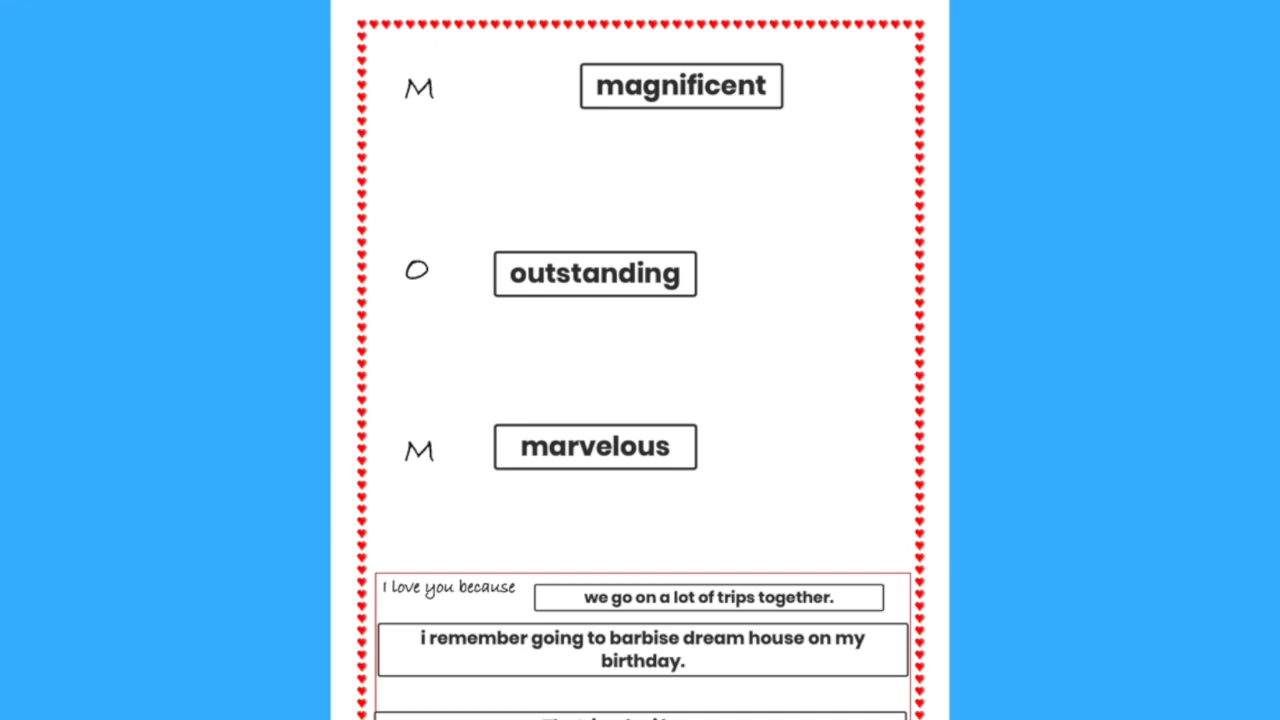 M magnificent
O outstanding
M marvelous
I love you because we go on a lot of trips together.
i remember going to barbise dream house on my
birthday.